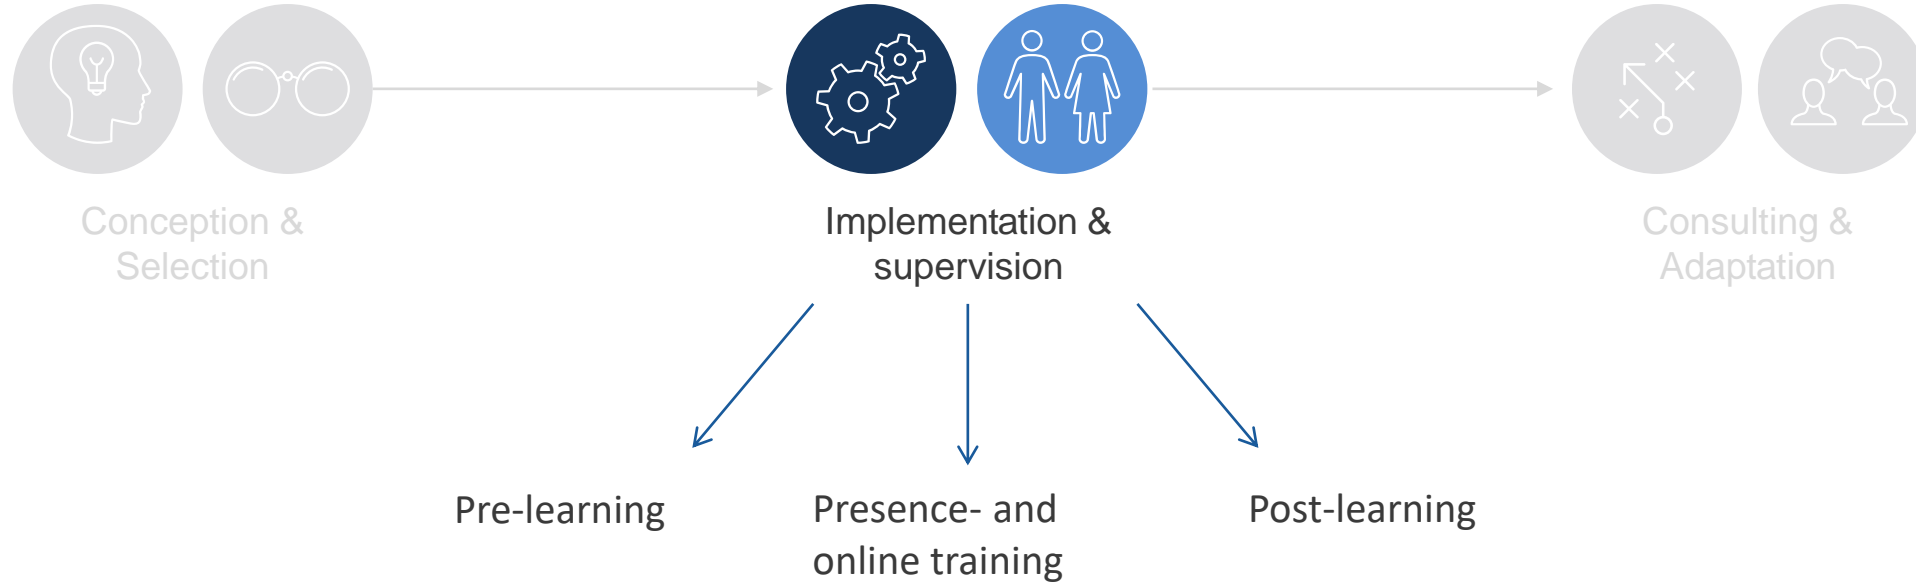 Conception &
Selection
Implementation &
supervision
Consulting &
Adaptation
Pre-learning
Presence- and
online training
Post-learning